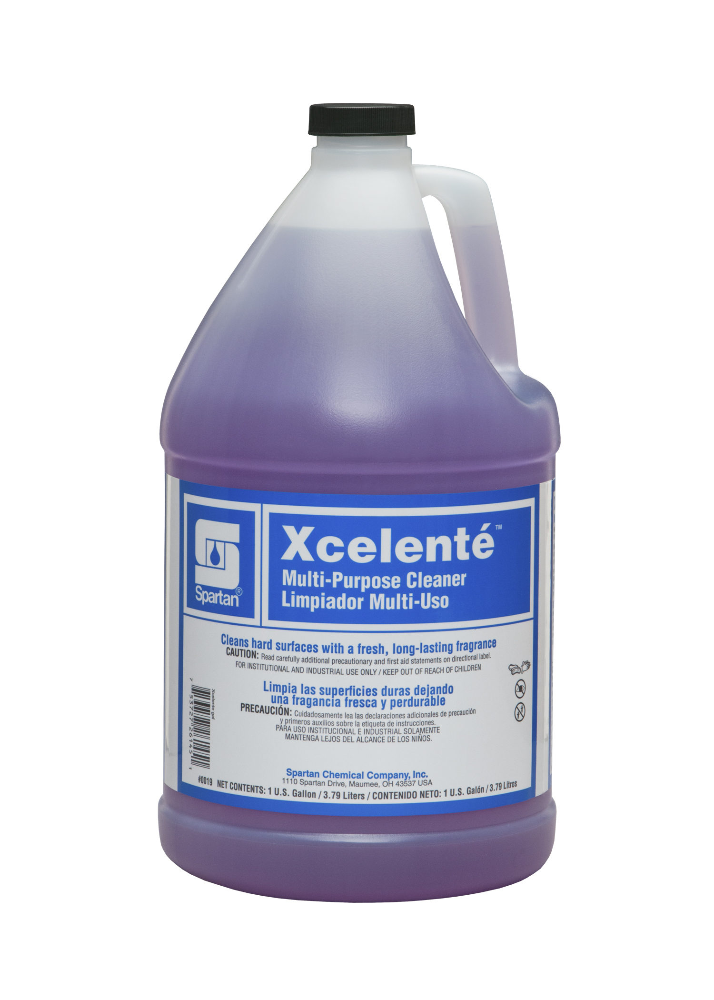 Xcelenté™
Multi-Purpose Cleaner
Limpiador Multi-Uso
Spartan®
Cleans hard surfaces with a fresh, long-lasting fragrance
CAUTION: Read carefully additional precautionary and first aid statements on directional label.
FOR INSTITUTIONAL AND INDUSTRIAL USE ONLY / KEEP OUT OF REACH OF CHILDREN
Limpia las superficies duras dejando
una fragancia fresca y perdurable
PRECAUCIÓN: Cuidadosamente lea las declaraciones adicionales de precaución
y primeros auxilios sobre la etiqueta de instrucciones.
PARA USO INSTITUCIONAL E INDUSTRIAL SOLAMENTE
MANTENGA LEJOS DEL ALCANCE DE LOS NIÑOS.
Xcelente gal
7 53727 26145 1
Spartan Chemical Company, Inc.
1110 Spartan Drive, Maumee, OH 43537 USA
#0019 NET CONTENTS: 1 U.S. Gallon / 3.79 Liters / CONTENIDO NETO: 1 U.S. Galón / 3.79 Litros